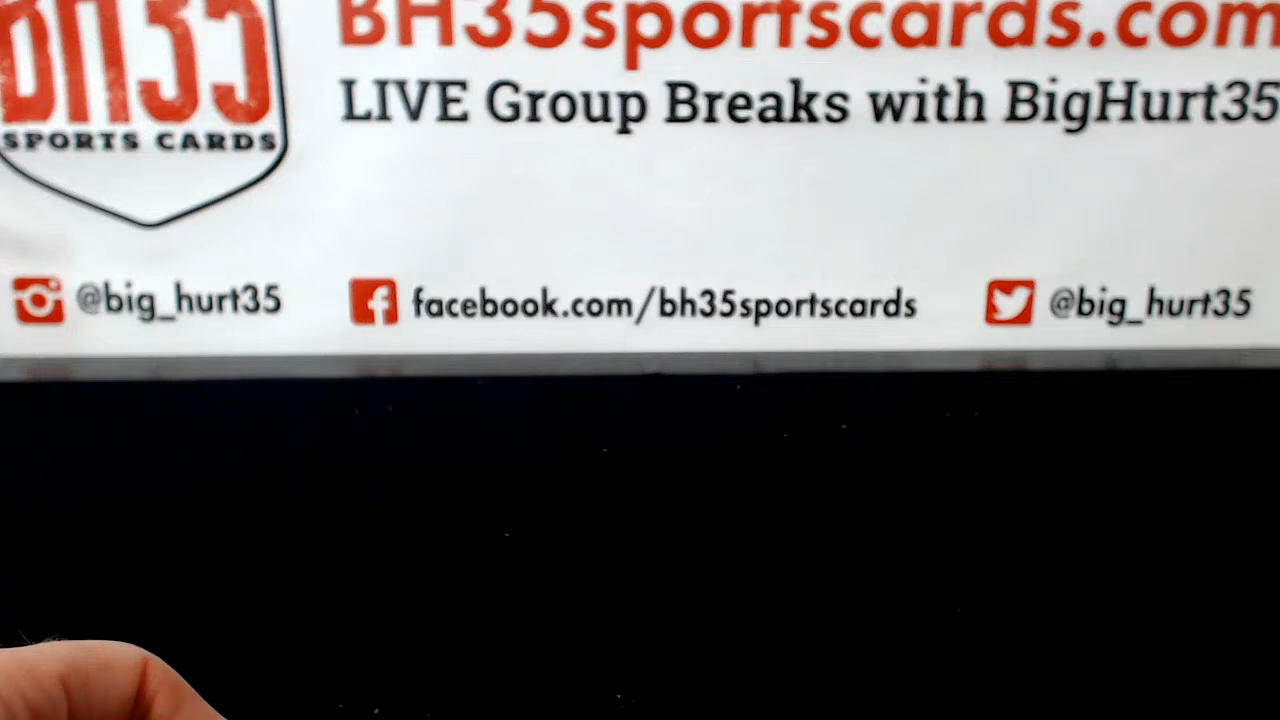 BH35
SPORTS CARDS
BH35sportscards.com
LIVE Group Breaks with BigHurt35
@big_hurt35
facebook.com/bh35sportscards
@big_hurt35